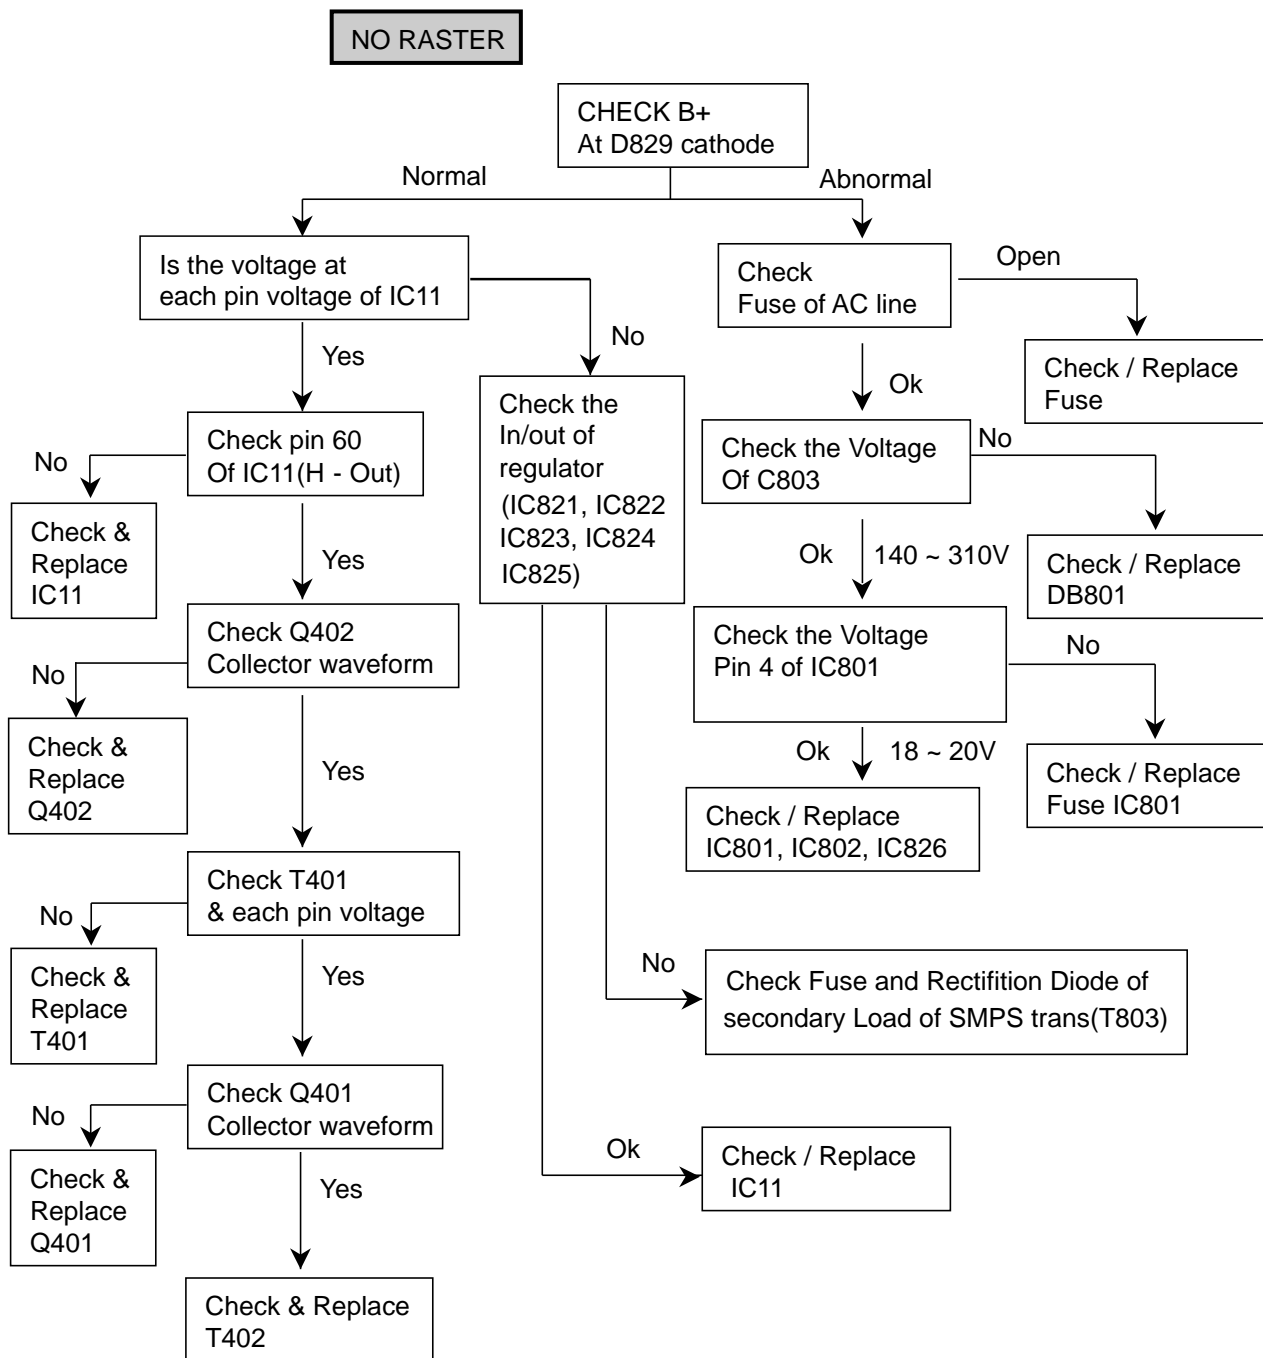 NO RASTER
CHECK B+
At D829 cathode
Normal
Abnormal
Is the voltage at
each pin voltage of IC11
Check
Fuse of AC line
Open
No
Yes
Ok
Check / Replace
Fuse
Check the
In/out of
regulator
(IC821, IC822
IC823, IC824
IC825)
Check pin 60
Of IC11(H - Out)
No
Check the Voltage
Of C803
No
Check &
Replace
IC11
Yes
Ok
140 ~ 310V
Check / Replace
DB801
Check Q402
Collector waveform
Check the Voltage
Pin 4 of IC801
No
No
Check &
Replace
Q402
Yes
Ok
18 ~ 20V
Check / Replace
Fuse IC801
Check / Replace
IC801, IC802, IC826
Check T401
& each pin voltage
No
Check &
Replace
T401
Yes
No
Check Fuse and Rectifition Diode of
secondary Load of SMPS trans(T803)
Check Q401
Collector waveform
No
Ok
Check / Replace
IC11
Check &
Replace
Q401
Yes
Check & Replace
T402